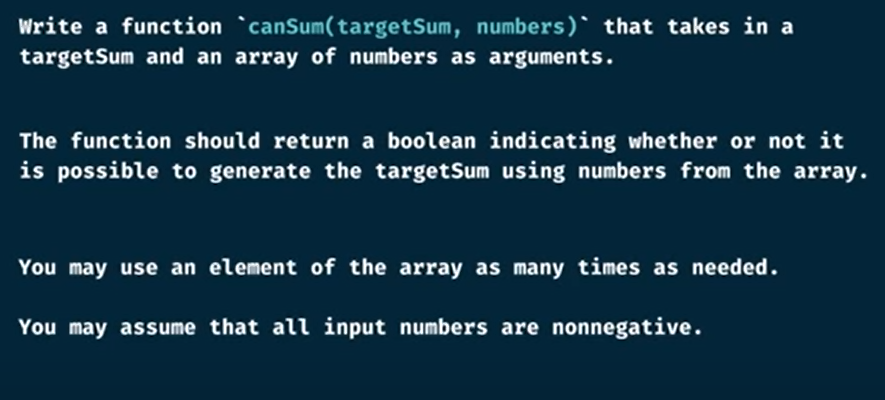 Write a function `canSum(targetSum, numbers)` that takes in a
targetSum and an array of numbers as arguments.
The function should return a boolean indicating whether or not it
is possible to generate the targetSum using numbers from the array.
You may use an element of the array as many times as needed.
You may assume that all input numbers are nonnegative.